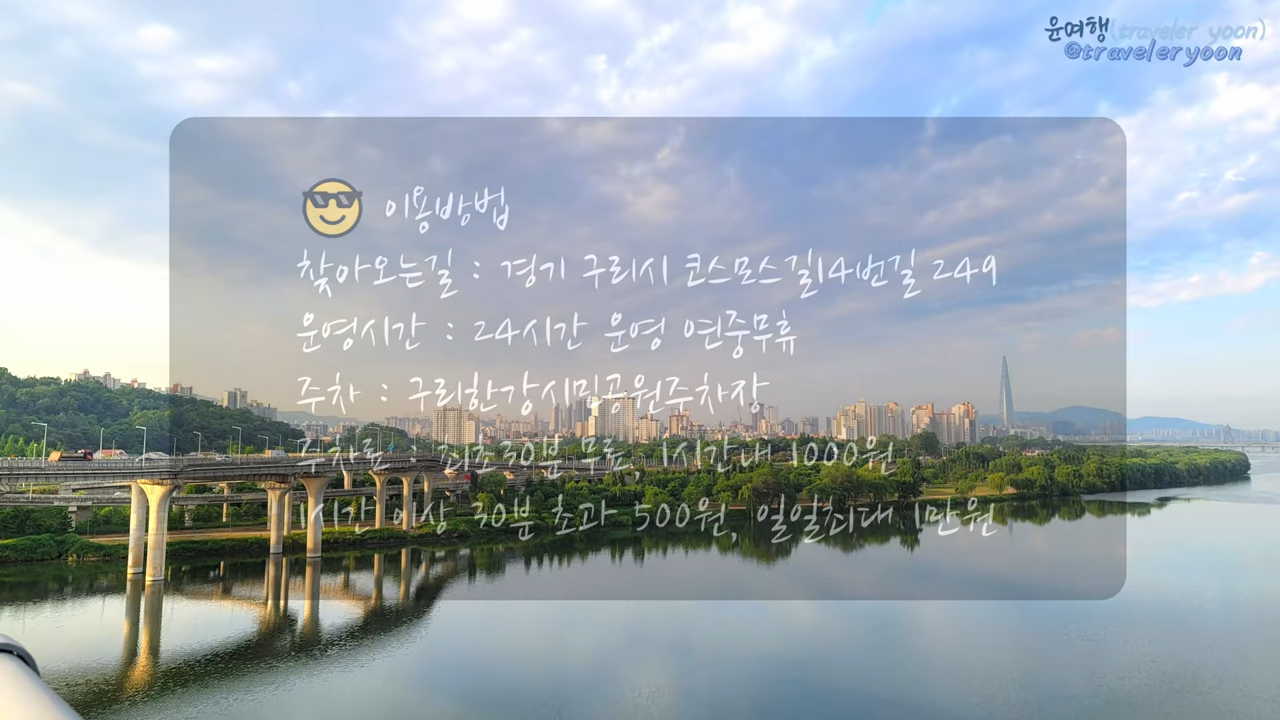 윤여행(traveler yoon)
@traveleryoon
이용방법
찾아오는길 : 경기 구리시 코스모스길14번길 249
운영시간 : 24시간 운영 연중무휴
주차 : 구리한강시민공원주차장
주차료 : 최초30분 무료, 1시간내 1000원
1시간 이상 30분 초과 500원, 일일최대 1만원